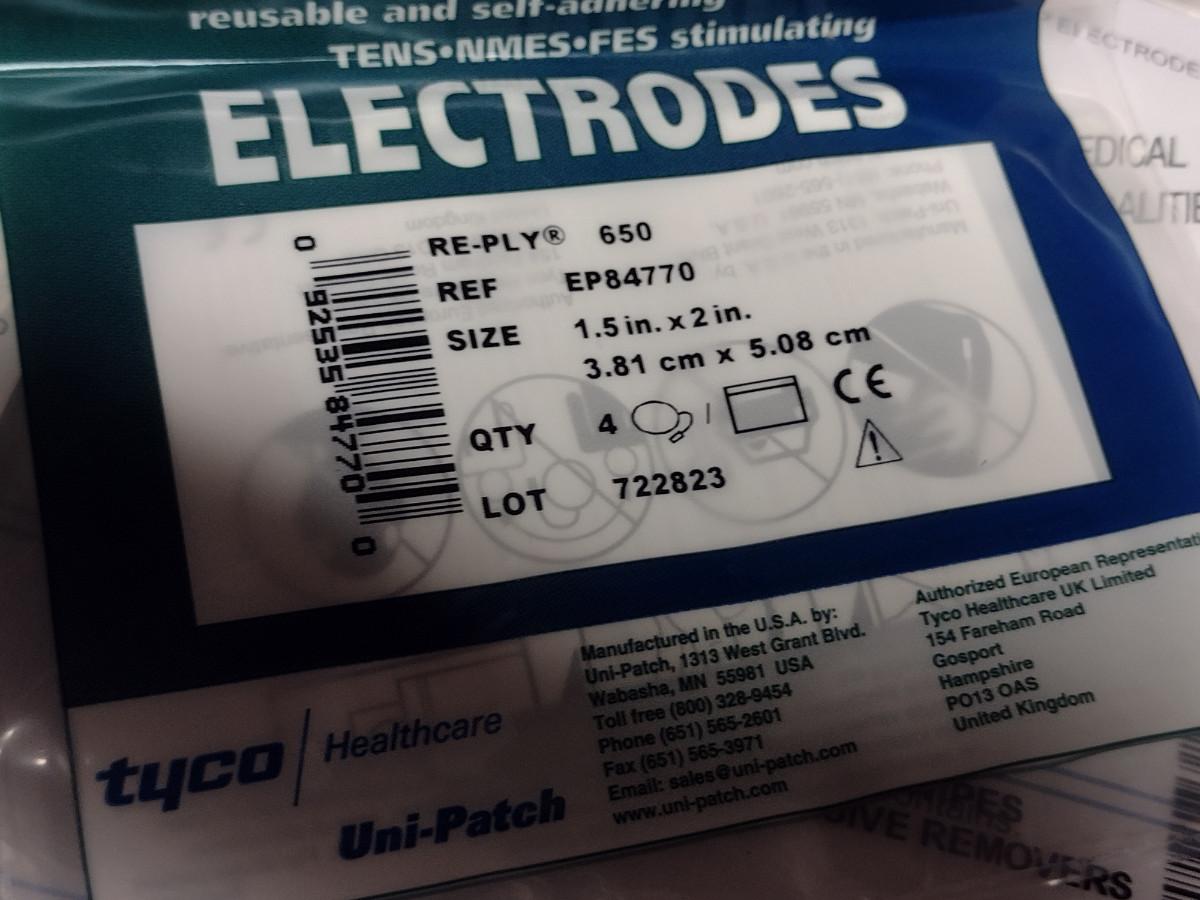 reusable and self-adhering
TENS•NMES•FES stimulating
ELECTRODES
RE-PLY® 650
REF EP84770
SIZE 1.5 in. x 2 in.
3.81 cm x 5.08 cm
QTY 4 /
CE
LOT 722823
0 92535 84770 0
tyco Healthcare
Uni-Patch
Manufactured in the U.S.A. by:
Uni-Patch, 1313 West Grant Blvd.
Wabasha, MN 55981 USA
Toll free (800) 328-9454
Phone (651) 565-2601
Fax (651) 565-3971
Email: sales@uni-patch.com
www.uni-patch.com
Authorized European Representati
Tyco Healthcare UK Limited
154 Fareham Road
Gosport
Hampshire
PO13 OAS
United Kingdom
ELECTRODE
EDICAL
ALITIE
REMOVERS